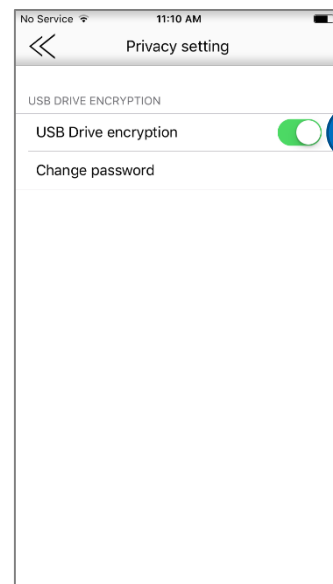 No Service 11:10 AM
Privacy setting
USB DRIVE ENCRYPTION
USB Drive encryption
Change password